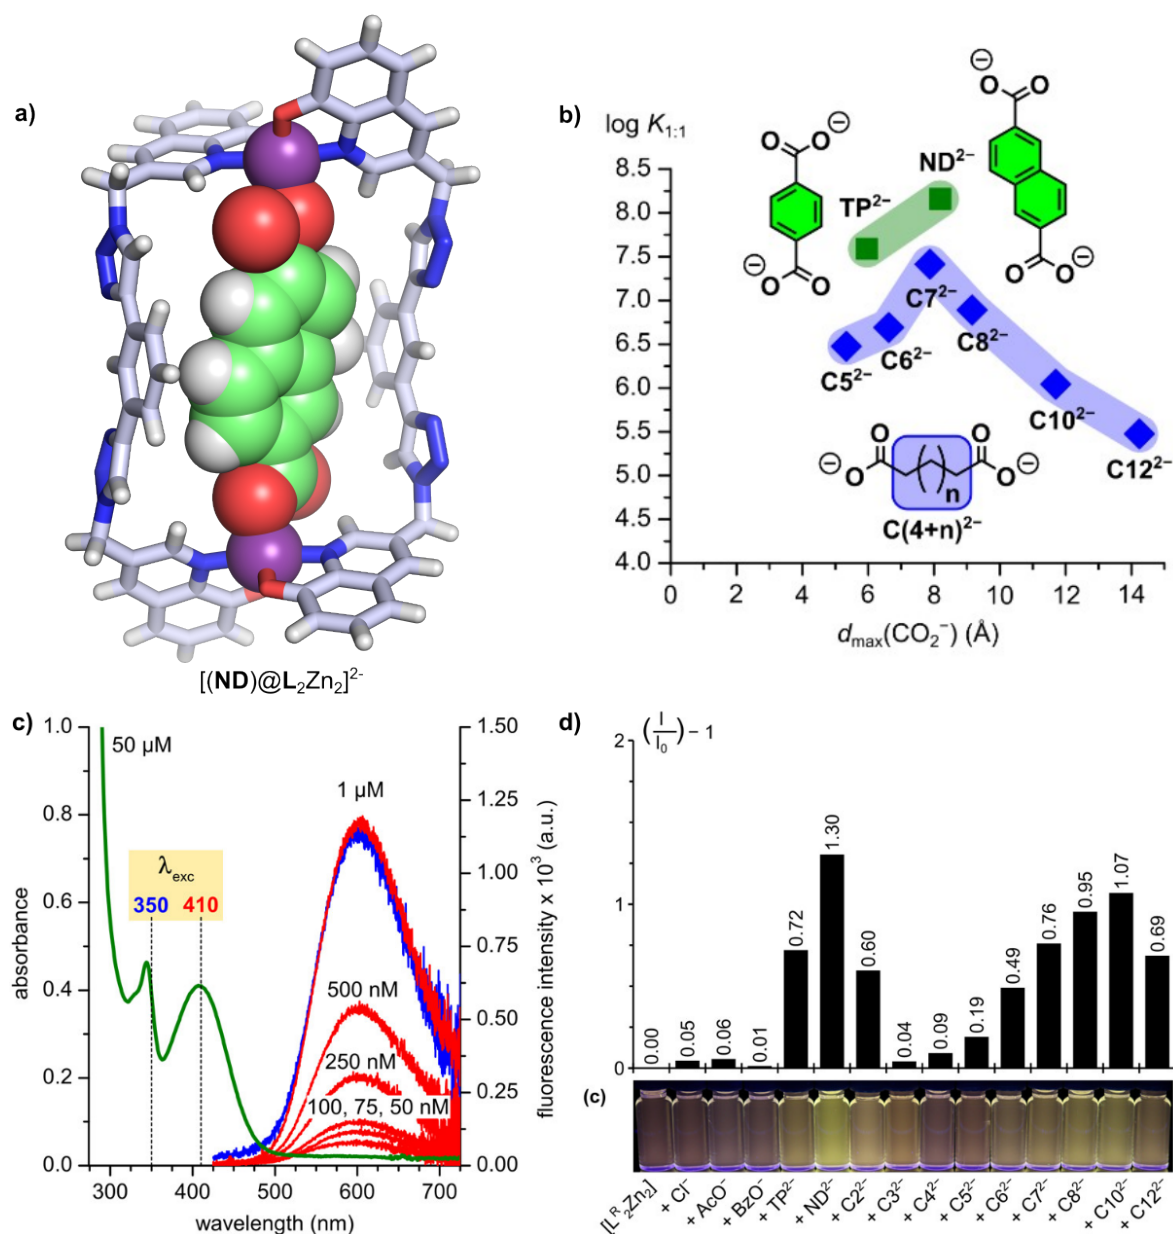 a)
[(ND)@L₂Zn₂]²⁻
b)
log K₁:₁
8.5
8.0
7.5
7.0
6.5
6.0
5.5
5.0
4.5
4.0
0 2 4 6 8 10 12 14
d_max(CO₂⁻) (Å)
⊖ O O
TP²⁻
O O ⊖
ND²⁻
⊖ O O
O O ⊖
C5²⁻
C6²⁻
C7²⁻
C8²⁻
C10²⁻
C12²⁻
⊖ O O ( )n O O ⊖
C(4+n)²⁻
c)
50 µM
1 µM
500 nM
250 nM
100, 75, 50 nM
λexc
350 410
absorbance
1.0
0.8
0.6
0.4
0.2
0.0
300 400 500 600 700
wavelength (nm)
1.50
1.25
1.00
0.75
0.50
0.25
0.00
fluorescence intensity x 10³ (a.u.)
d)
(I/I₀) – 1
2
1
0
0.00
0.05
0.06
0.01
0.72
1.30
0.60
0.04
0.09
0.19
0.49
0.76
0.95
1.07
0.69
(c)
[Lᴿ₂Zn₂]
+ Cl⁻
+ AcO⁻
+ BzO⁻
+ TP²⁻
+ ND²⁻
+ C2²⁻
+ C3²⁻
+ C4²⁻
+ C5²⁻
+ C6²⁻
+ C7²⁻
+ C8²⁻
+ C10²⁻
+ C12²⁻